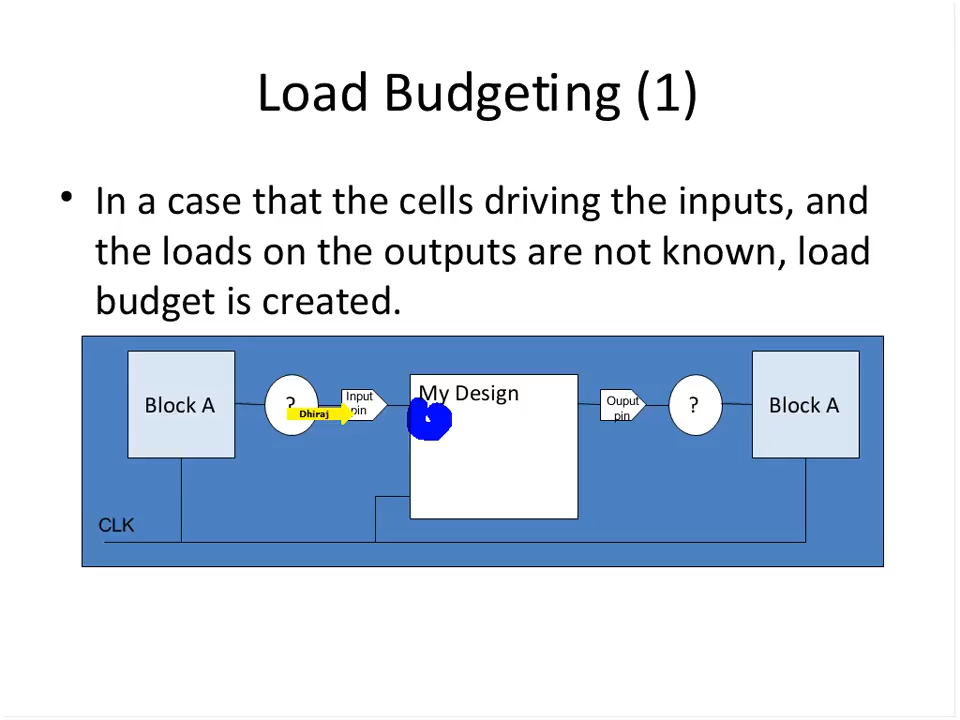 Load Budgeting (1)
• In a case that the cells driving the inputs, and
the loads on the outputs are not known, load
budget is created.
Block A
?
Dhiraj
Input
pin
My Design
Ouput
pin
?
Block A
CLK